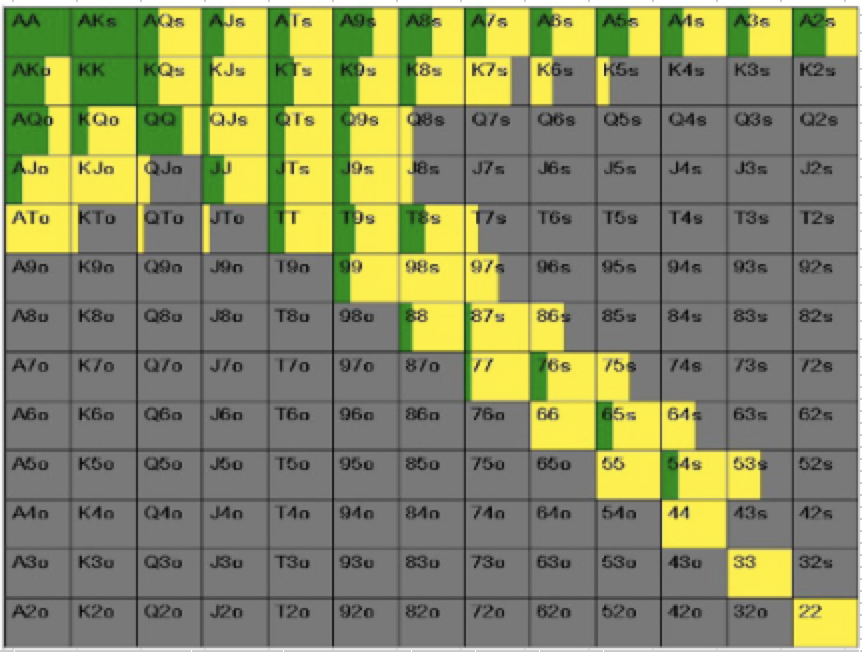 AA AKs AQs AJs ATs A9s A8s A7s A6s A5s A4s A3s A2s
AKo KK KQs KJs KTs K9s K8s K7s K6s K5s K4s K3s K2s
AQo KQo QQ QJs QTs Q9s Q8s Q7s Q6s Q5s Q4s Q3s Q2s
AJo KJo QJo JJ JTs J9s J8s J7s J6s J5s J4s J3s J2s
ATo KTo QTo JTo TT T9s T8s T7s T6s T5s T4s T3s T2s
A9o K9o Q9o J9o T9o 99 98s 97s 96s 95s 94s 93s 92s
A8o K8o Q8o J8o T8o 98o 88 87s 86s 85s 84s 83s 82s
A7o K7o Q7o J7o T7o 97o 87o 77 76s 75s 74s 73s 72s
A6o K6o Q6o J6o T6o 96o 86o 76o 66 65s 64s 63s 62s
A5o K5o Q5o J5o T5o 95o 85o 75o 65o 55 54s 53s 52s
A4o K4o Q4o J4o T4o 94o 84o 74o 64o 54o 44 43s 42s
A3o K3o Q3o J3o T3o 93o 83o 73o 63o 53o 43o 33 32s
A2o K2o Q2o J2o T2o 92o 82o 72o 62o 52o 42o 32o 22